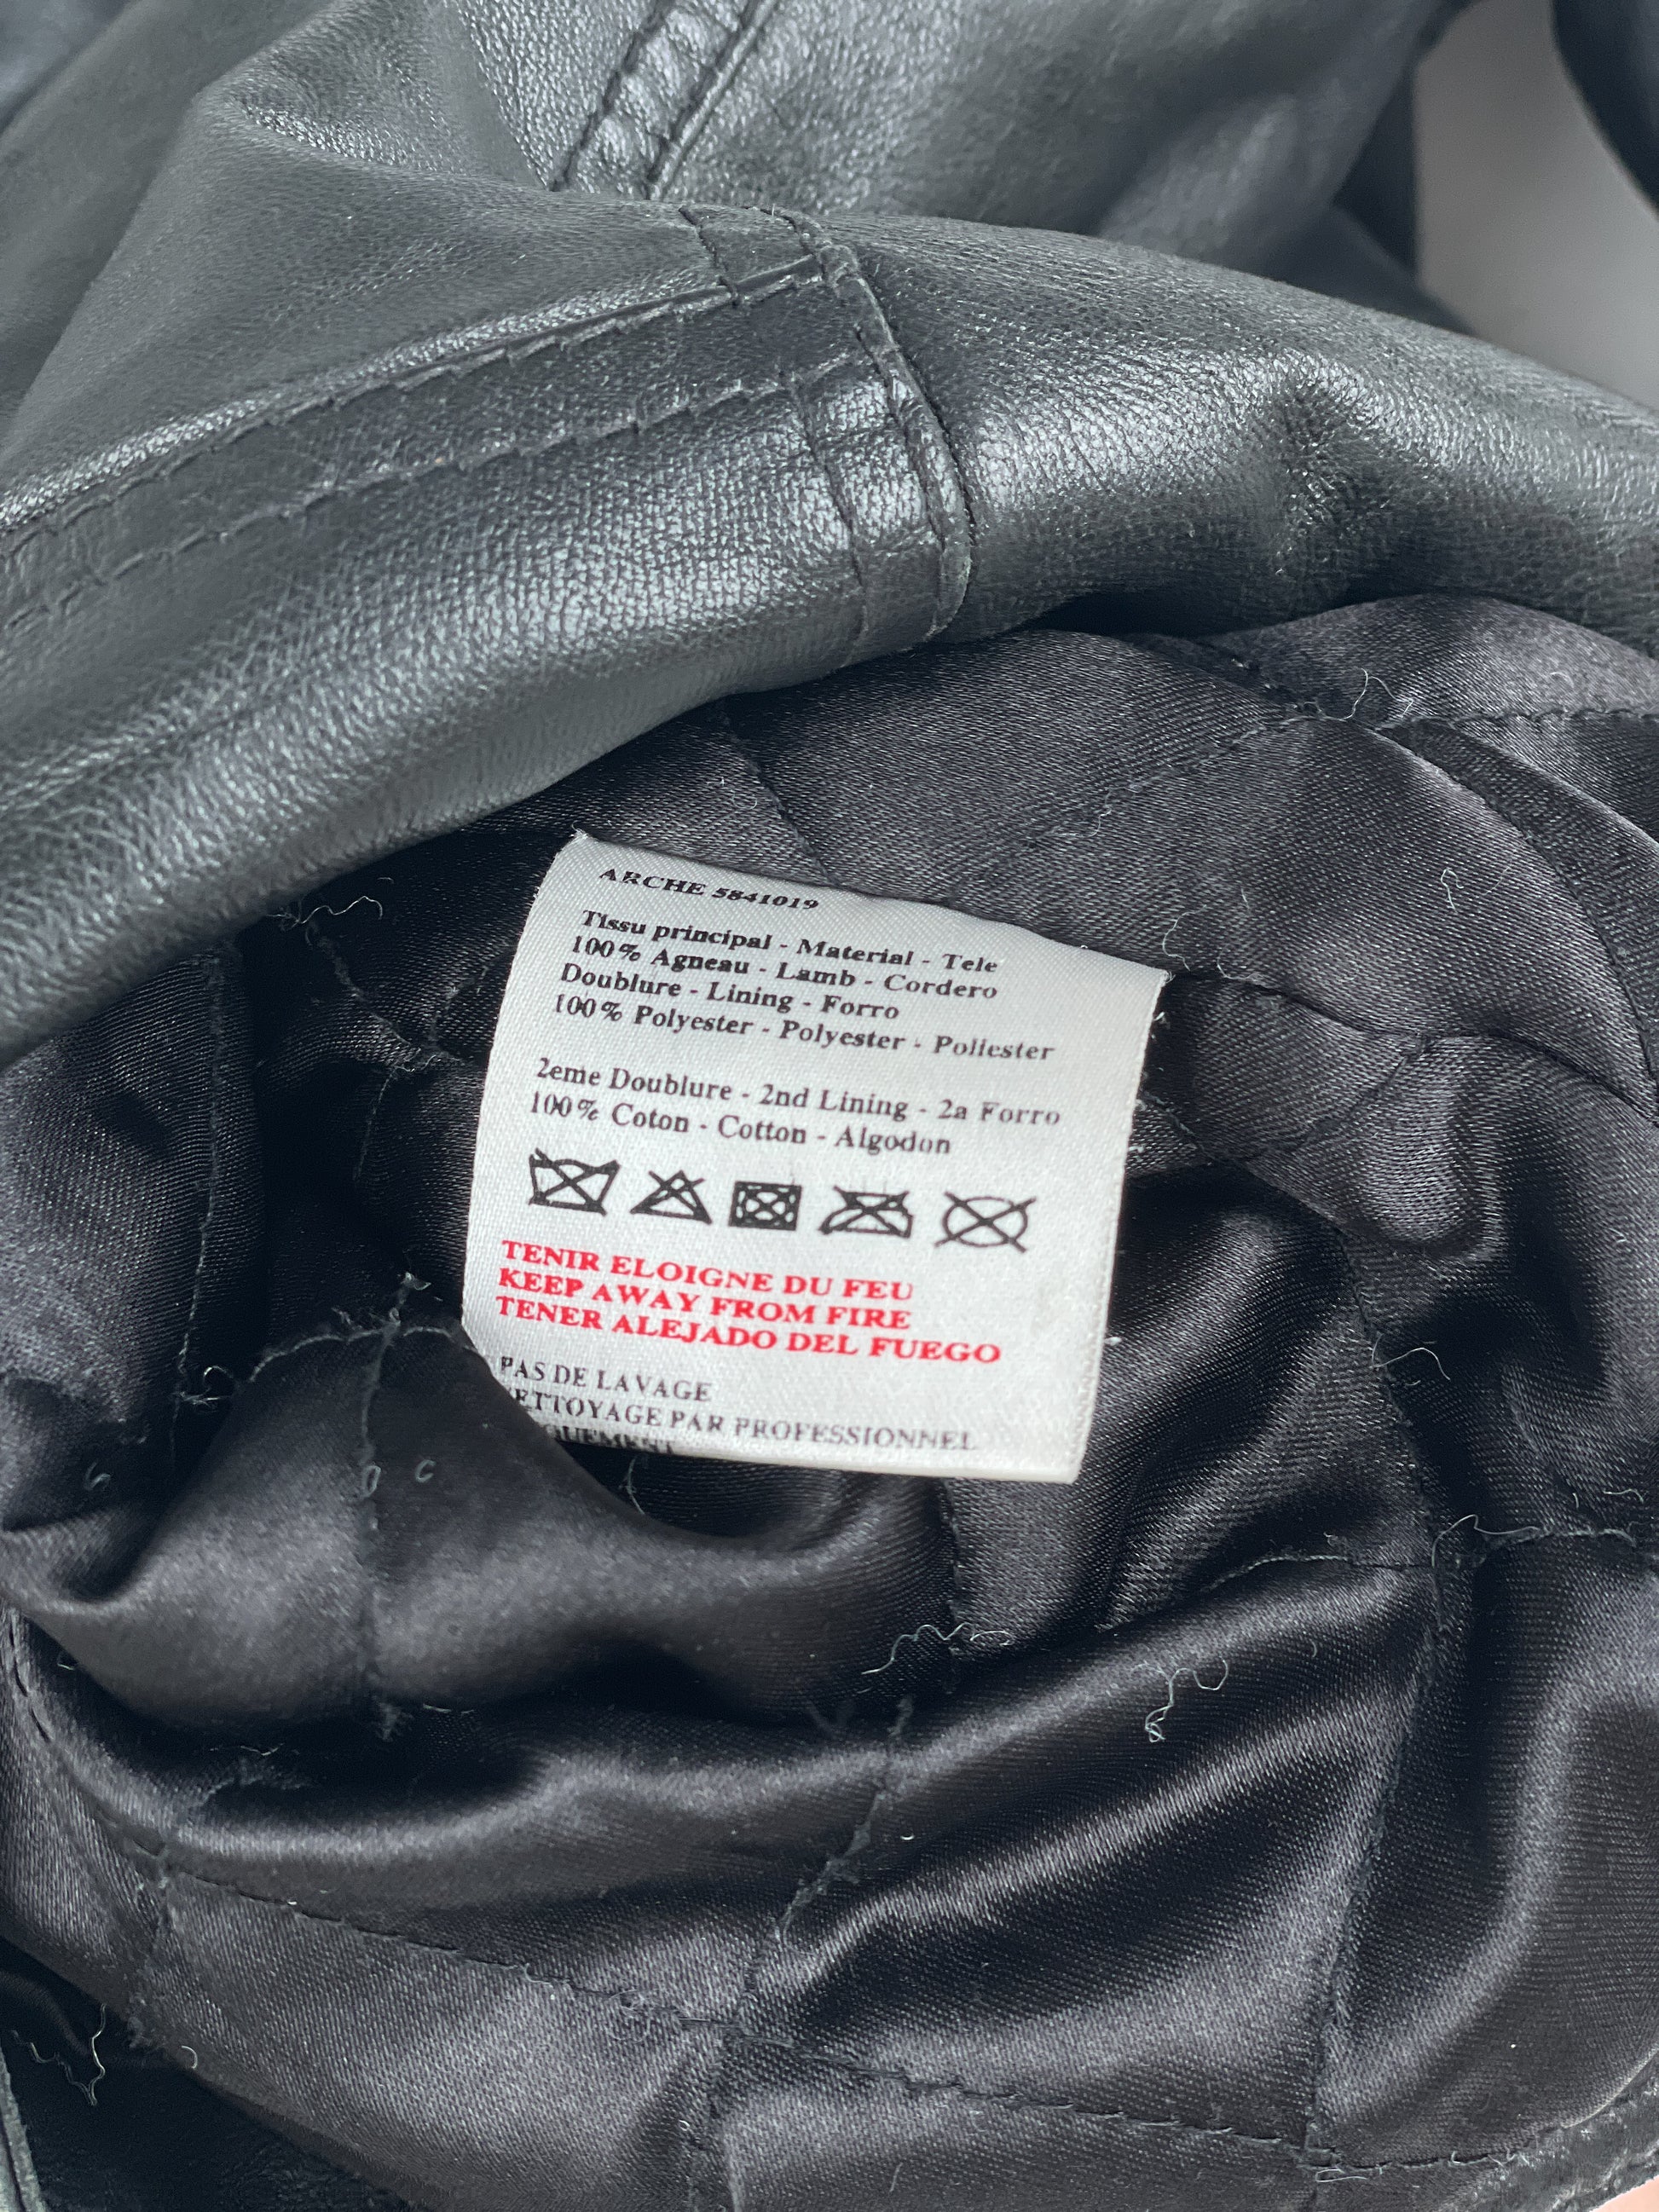 ARCHE 5841019
Tissu principal - Material - Tele
100% Agneau - Lamb - Cordero
Doublure - Lining - Forro
100% Polyester - Polyester - Poliester
2eme Doublure - 2nd Lining - 2a Forro
100% Coton - Cotton - Algodon
TENIR ELOIGNE DU FEU
KEEP AWAY FROM FIRE
TENER ALEJADO DEL FUEGO
PAS DE LAVAGE
ETTOYAGE PAR PROFESSIONNEL
QUEMENT